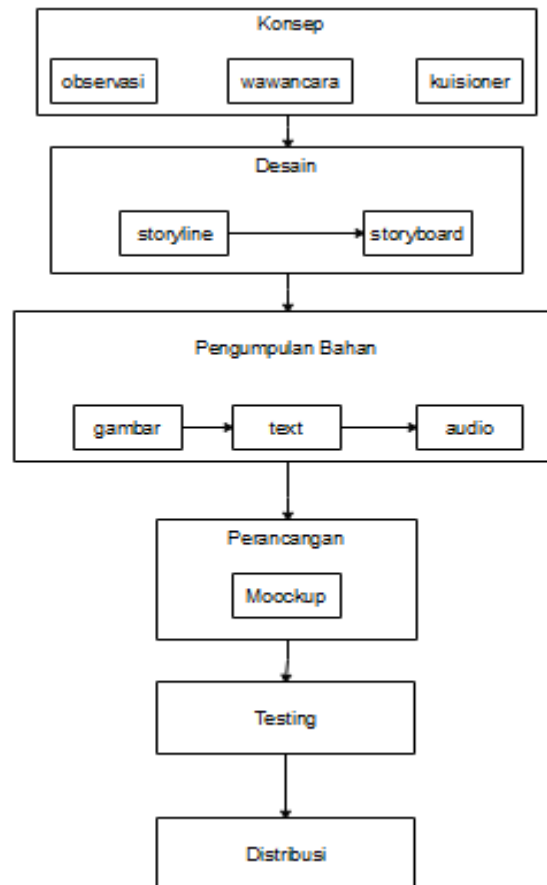 Konsep
observasi
wawancara
kuisioner
Desain
storyline
storyboard
Pengumpulan Bahan
gambar
text
audio
Perancangan
Moockup
Testing
Distribusi